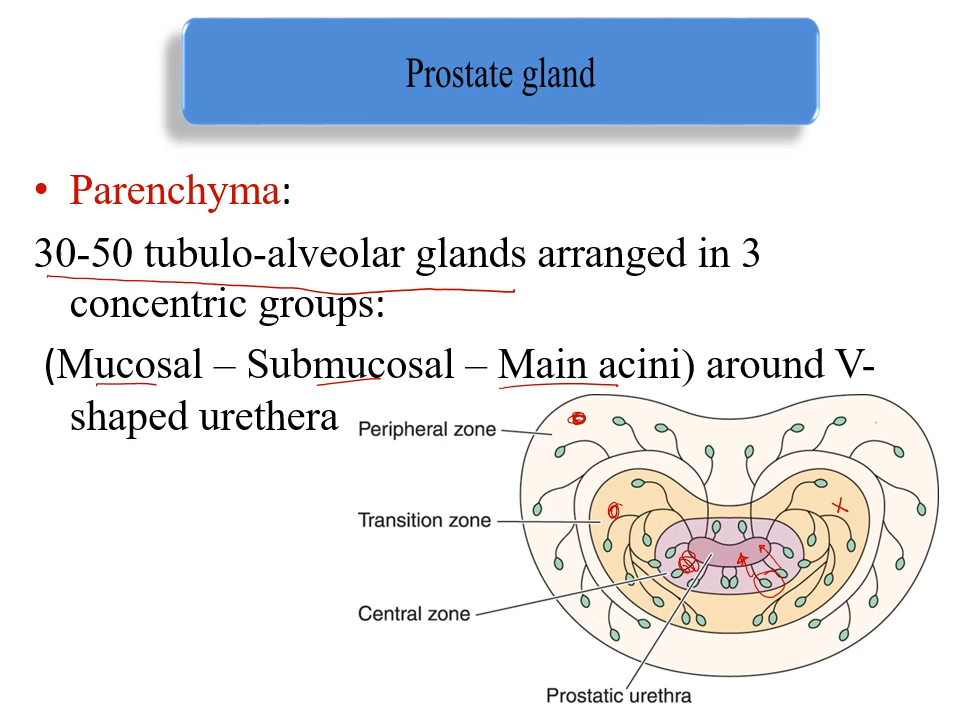 Prostate gland
• Parenchyma:
30-50 tubulo-alveolar glands arranged in 3
concentric groups:
(Mucosal – Submucosal – Main acini) around V-
shaped urethera
Peripheral zone
Transition zone
Central zone
Prostatic urethra